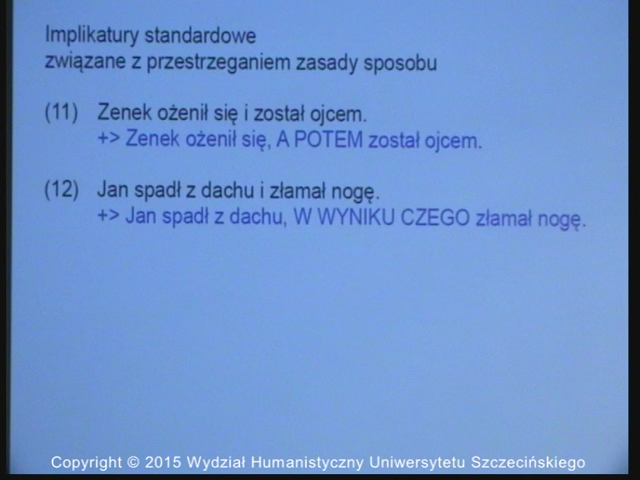 Implikatury standardowe
związane z przestrzeganiem zasady sposobu
(11) Zenek ożenił się i został ojcem.
+> Zenek ożenił się, A POTEM został ojcem.
(12) Jan spadł z dachu i złamał nogę.
+> Jan spadł z dachu, W WYNIKU CZEGO złamał nogę.
Copyright © 2015 Wydział Humanistyczny Uniwersytetu Szczecińskiego